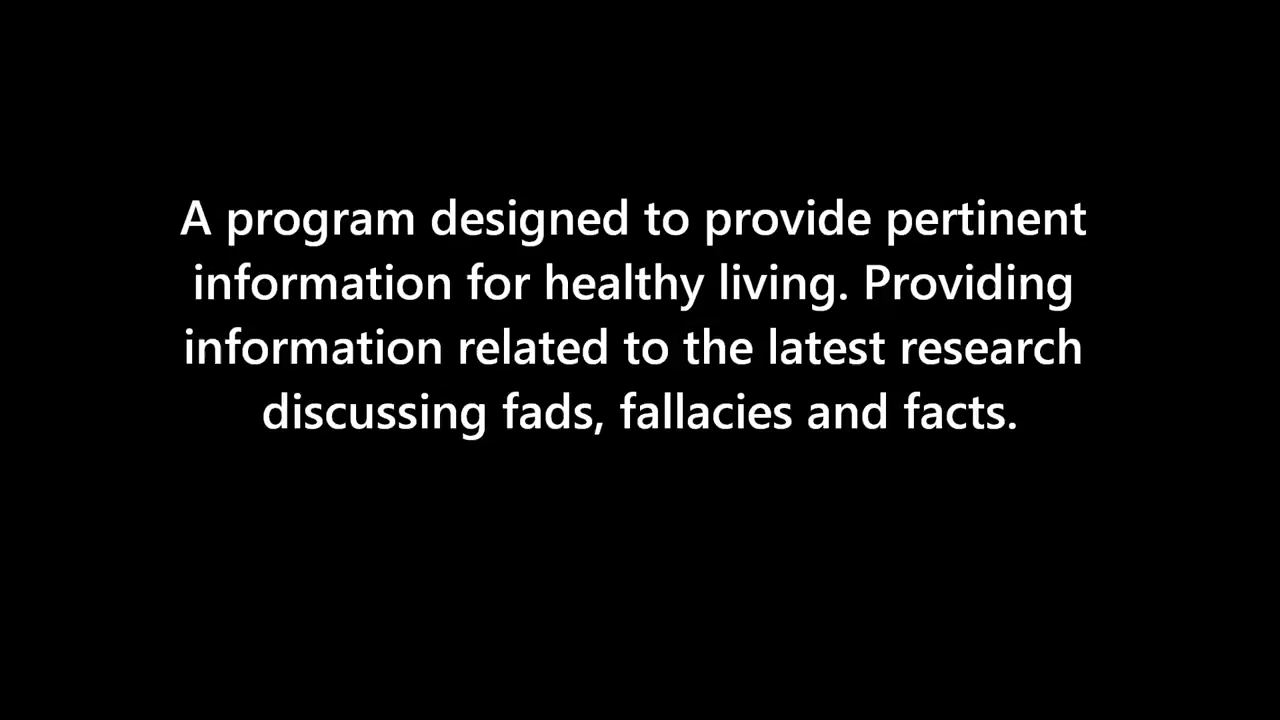 A program designed to provide pertinent
information for healthy living. Providing
information related to the latest research
discussing fads, fallacies and facts.